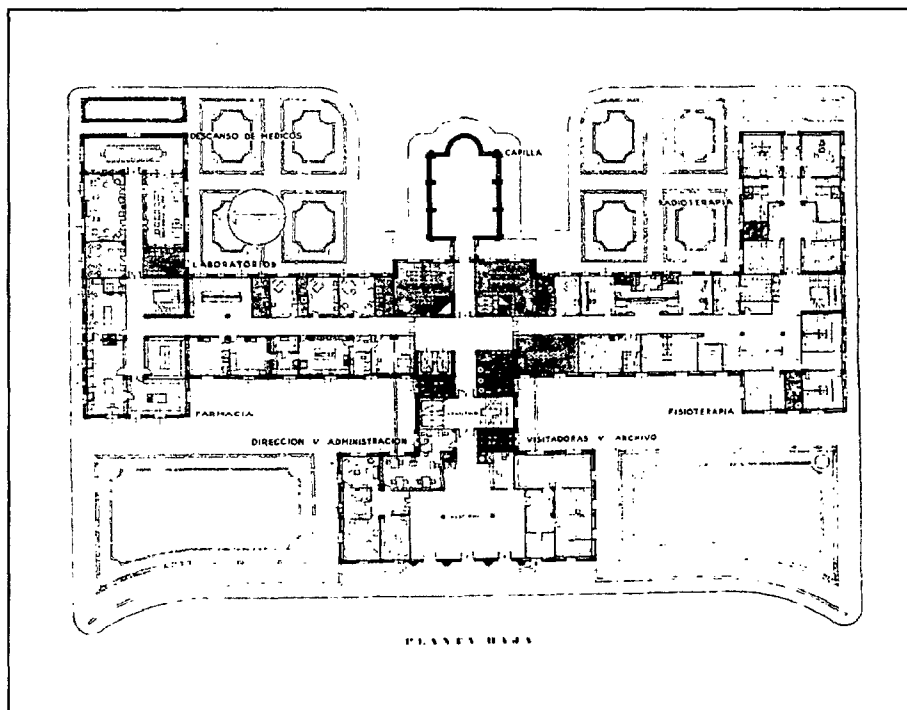 DESCANSO DE MEDICOS
CAPILLA
RADIOTERAPIA
LABORATORIOS
FARMACIA
FISIOTERAPIA
DIRECCION Y ADMINISTRACION
VISITADORAS Y ARCHIVO
PLANTA BAJA